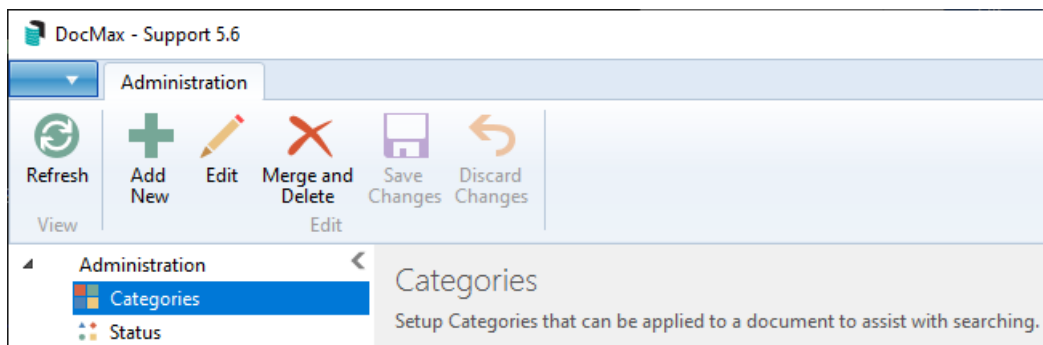 DocMax - Support 5.6
Administration
Refresh
Add New
Edit
Merge and Delete
Save Changes
Discard Changes
View
Edit
Administration
Categories
Status
Categories
Setup Categories that can be applied to a document to assist with searching.